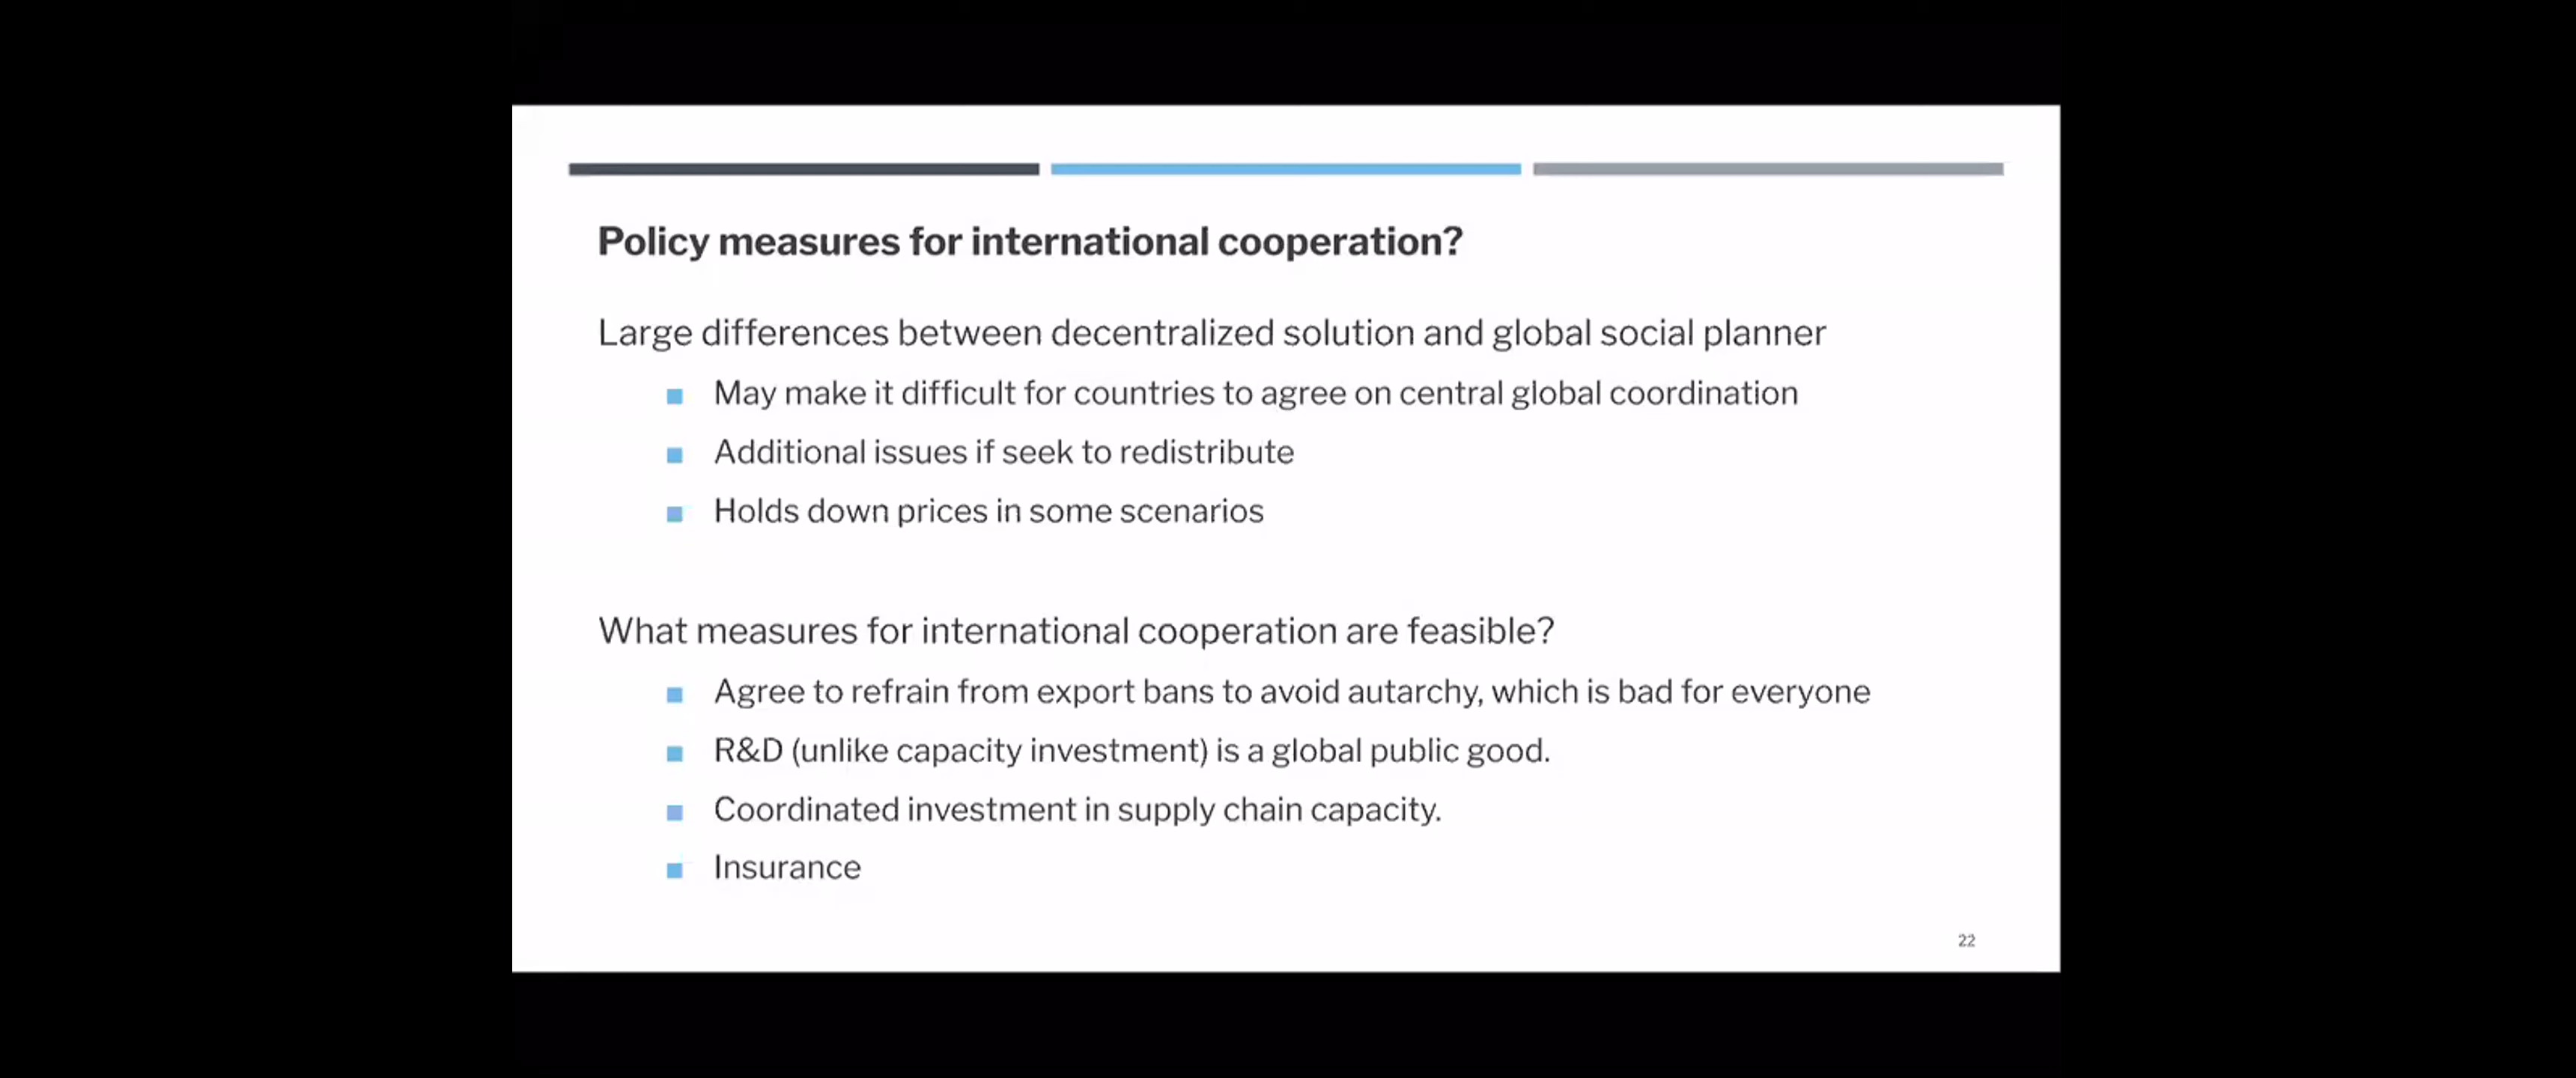 Policy measures for international cooperation?
Large differences between decentralized solution and global social planner
May make it difficult for countries to agree on central global coordination
Additional issues if seek to redistribute
Holds down prices in some scenarios
What measures for international cooperation are feasible?
Agree to refrain from export bans to avoid autarchy, which is bad for everyone
R&D (unlike capacity investment) is a global public good.
Coordinated investment in supply chain capacity.
Insurance
22